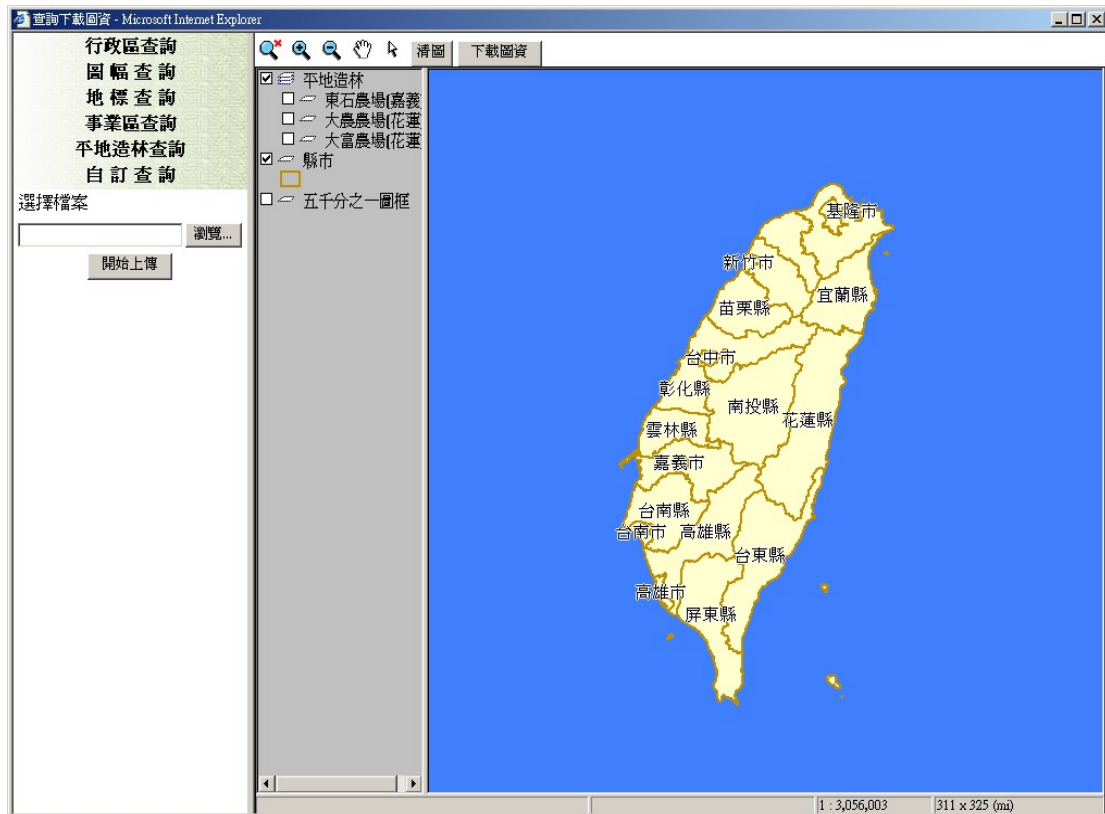 查詢下載圖資 - Microsoft Internet Explorer
行政區查詢
圖 幅 查 詢
地 標 查 詢
事業區查詢
平地造林查詢
自 訂 查 詢
選擇檔案
瀏覽...
開始上傳
清圖
下載圖資
平地造林
東石農場(嘉義
大農農場(花蓮
大富農場(花蓮
縣市
五千分之一圖框
基隆市
新竹市
宜蘭縣
苗栗縣
台中市
彰化縣
南投縣
花蓮縣
雲林縣
嘉義市
台南縣
台南市
高雄縣
台東縣
高雄市
屏東縣
1 : 3,056,003
311 x 325 (mi)